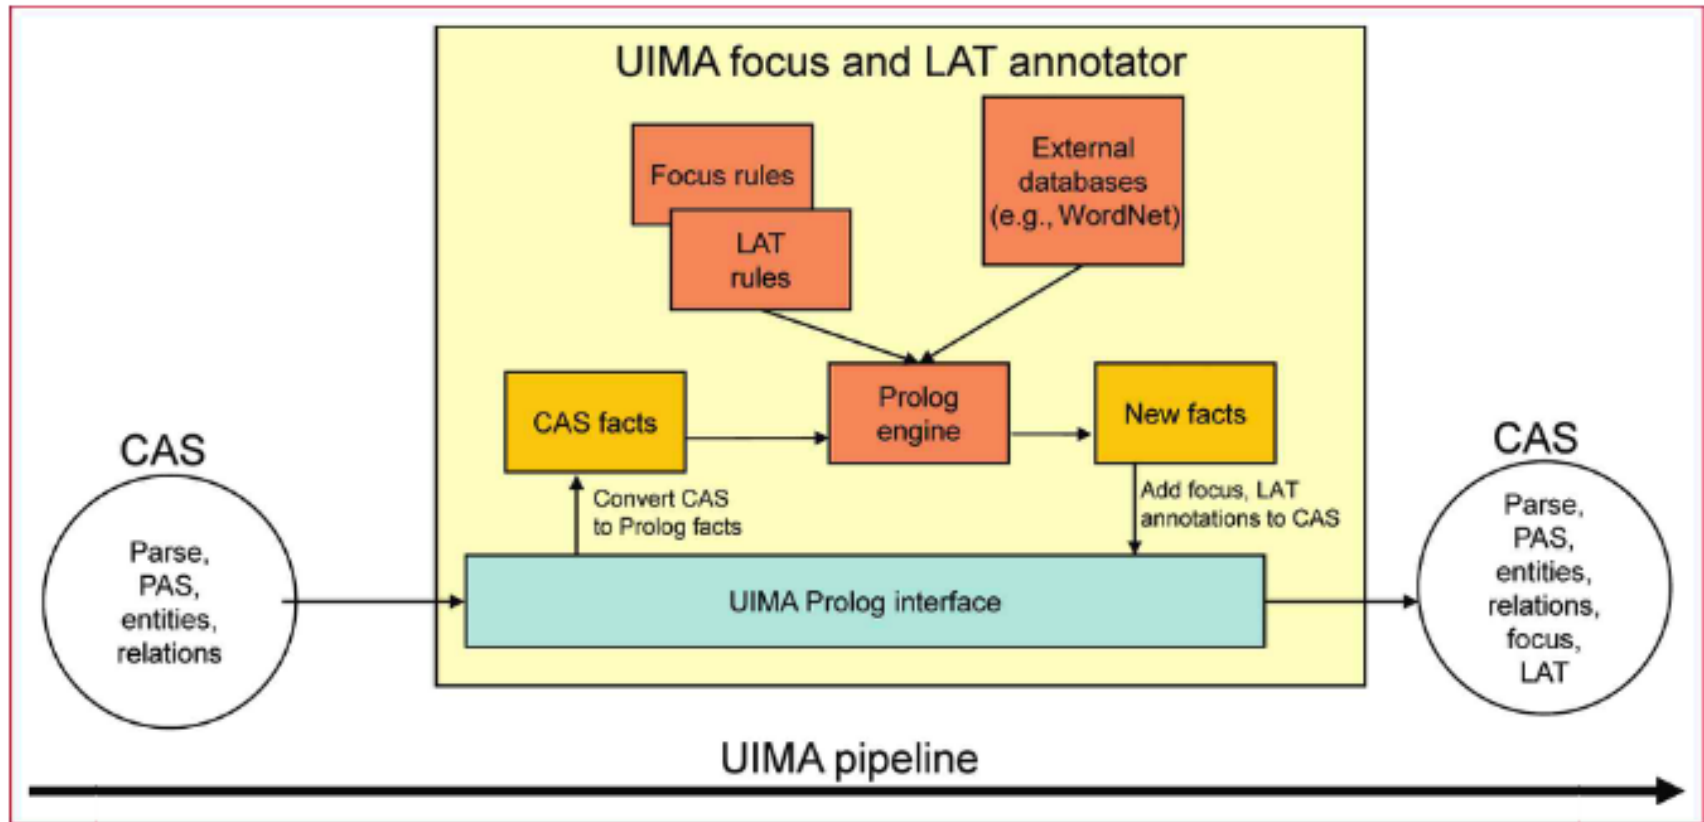 UIMA focus and LAT annotator
Focus rules
LAT
rules
External
databases
(e.g., WordNet)
CAS facts
Prolog
engine
New facts
Convert CAS
to Prolog facts
Add focus, LAT
annotations to CAS
UIMA Prolog interface
CAS
Parse,
PAS,
entities,
relations
CAS
Parse,
PAS,
entities,
relations,
focus,
LAT
UIMA pipeline